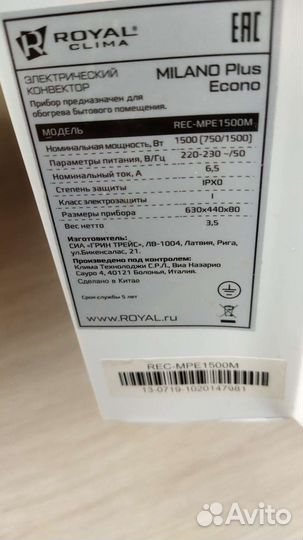 ROYAL®
CLIMA
EAC
ЭЛЕКТРИЧЕСКИЙ
КОНВЕКТОР
MILANO Plus
Econo
Прибор предназначен для
обогрева бытового помещения.
МОДЕЛЬ REC-MPE1500M
Номинальная мощность, Вт 1500 (750/1500)
Параметры питания, В/Гц 220-230 ~/50
Номинальный ток, А 6,5
Степень защиты IPX0
Класс электрозащиты I
Размеры прибора 630x440x80
Вес нетто 3,5
Изготовитель:
СИА «ГРИН ТРЕЙС», ЛВ-1004, Латвия, Рига,
ул.Биекенсалас, 21.
Произведено под контролем:
Клима Технолоджи С.Р.Л., Виа Назарио
Сауро 4, 40121 Болонья, Италия.
Сделано в Китае
Срок службы 5 лет
www.ROYAL.ru
REC-MPE1500M
13-0719-1020147981
Avito